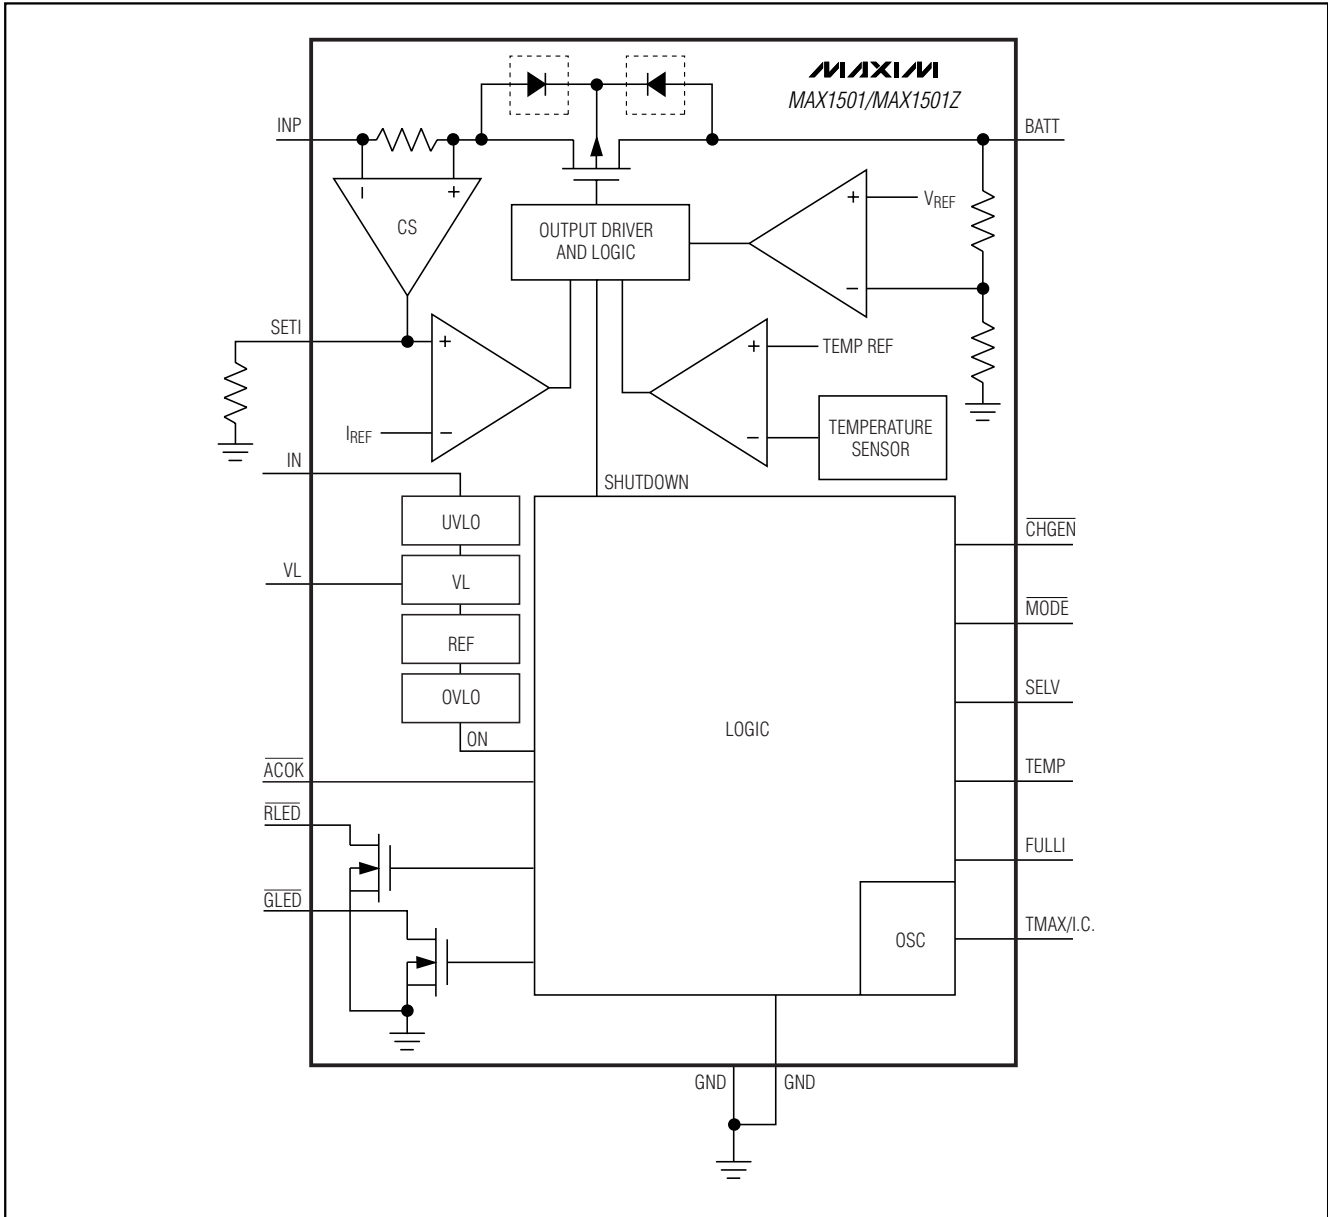 MAXIM
MAX1501/MAX1501Z
INP
BATT
I +
CS
OUTPUT DRIVER
AND LOGIC
+
VREF
−
SETI
+
+
TEMP REF
IREF
−
−
TEMPERATURE
SENSOR
IN
SHUTDOWN
UVLO
CHGEN
VL
VL
MODE
REF
OVLO
SELV
ON
LOGIC
ACOK
TEMP
RLED
FULLI
GLED
OSC
TMAX/I.C.
GND
GND